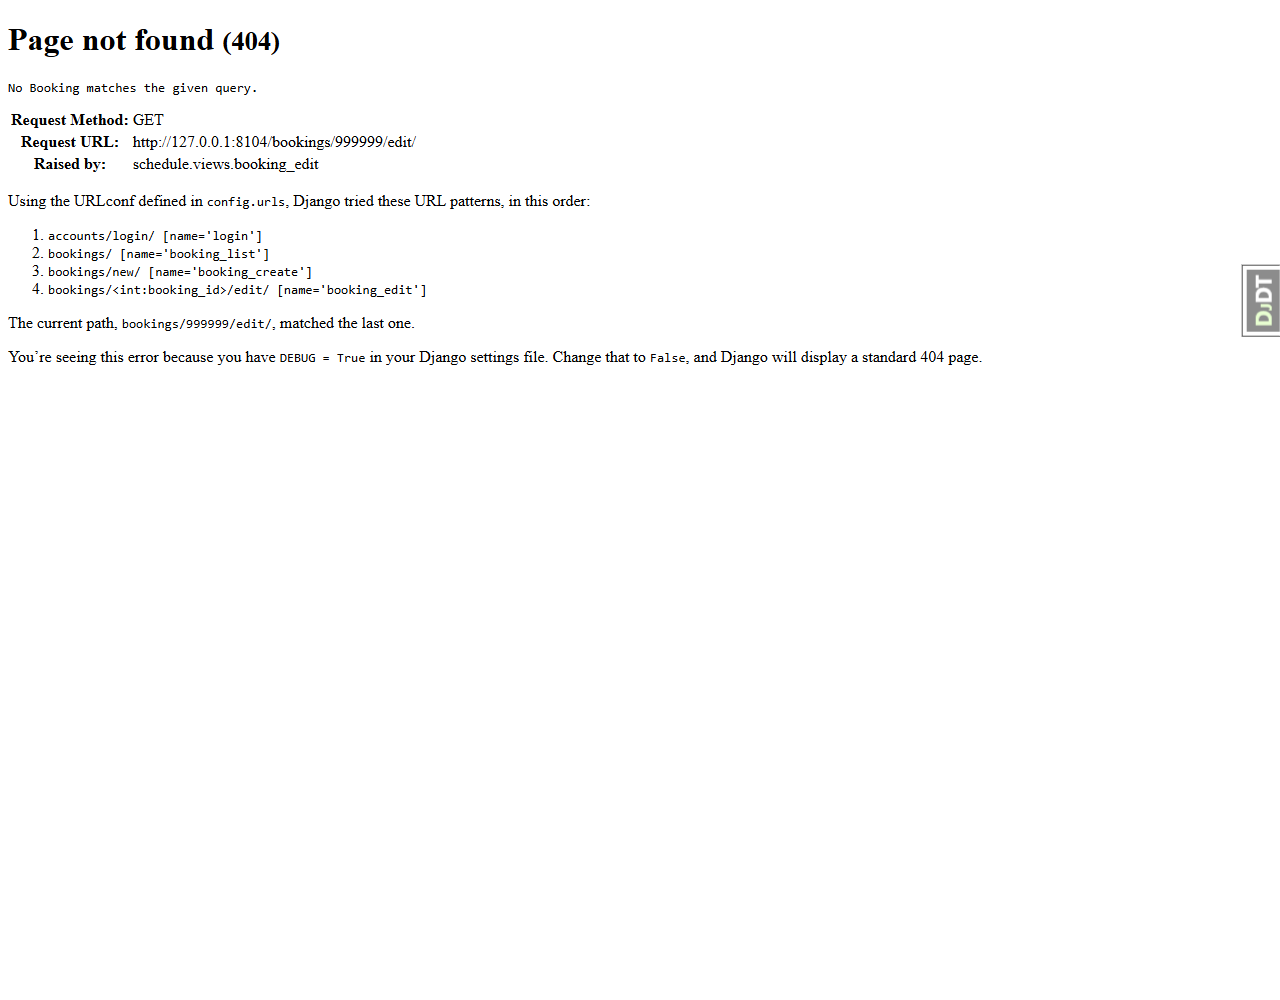 Page not found (404)
No Booking matches the given query.
Request Method: GET
Request URL: http://127.0.0.1:8104/bookings/999999/edit/
Raised by: schedule.views.booking_edit
Using the URLconf defined in config.urls, Django tried these URL patterns, in this order:
1. accounts/login/ [name='login']
2. bookings/ [name='booking_list']
3. bookings/new/ [name='booking_create']
4. bookings/<int:booking_id>/edit/ [name='booking_edit']
The current path, bookings/999999/edit/, matched the last one.
You’re seeing this error because you have DEBUG = True in your Django settings file. Change that to False, and Django will display a standard 404 page.
DJDT